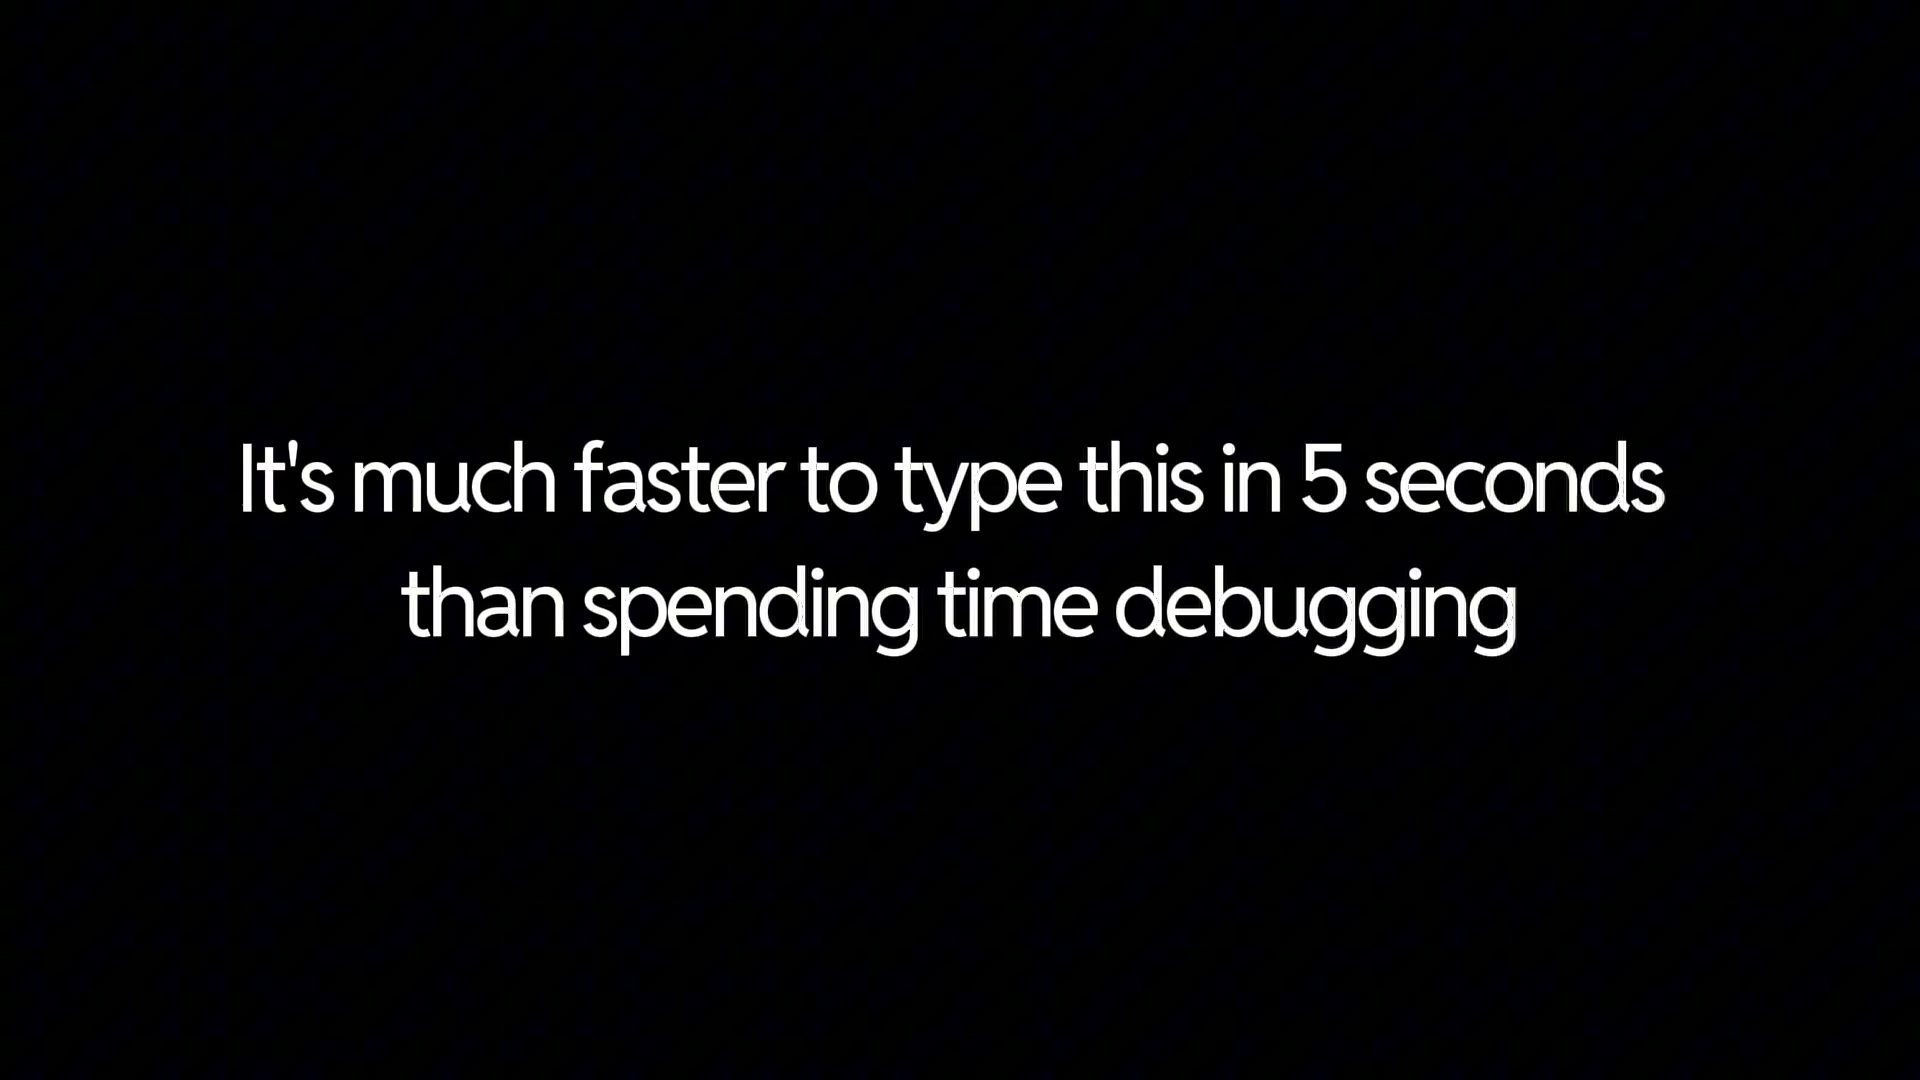 It's much faster to type this in 5 seconds
than spending time debugging